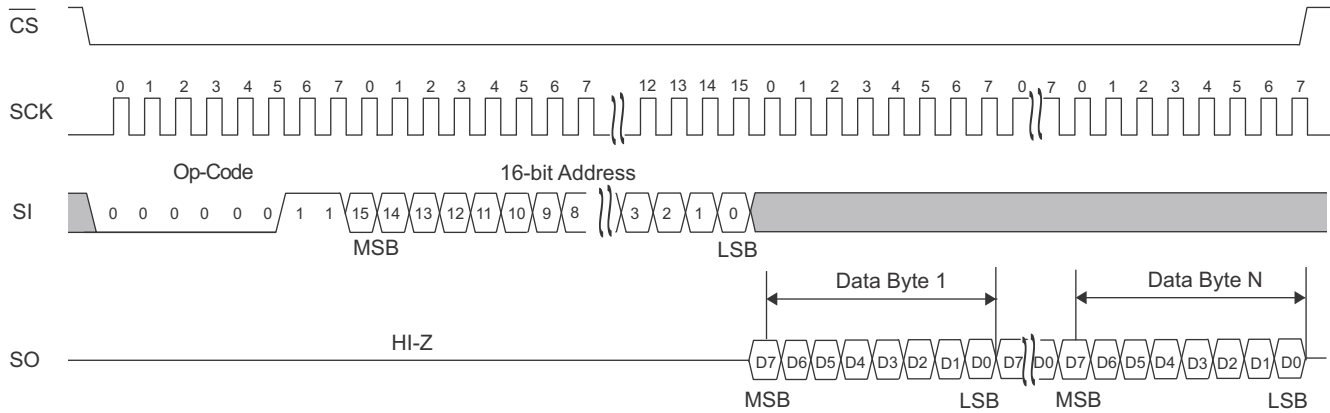 CS
SCK 0 1 2 3 4 5 6 7 0 1 2 3 4 5 6 7 12 13 14 15 0 1 2 3 4 5 6 7 0 7 0 1 2 3 4 5 6 7
Op-Code 16-bit Address
SI 0 0 0 0 0 0 1 1 15 14 13 12 11 10 9 8 3 2 1 0
MSB LSB
Data Byte 1 Data Byte N
HI-Z
SO D7 D6 D5 D4 D3 D2 D1 D0 D7 D0 D7 D6 D5 D4 D3 D2 D1 D0
MSB LSB MSB LSB